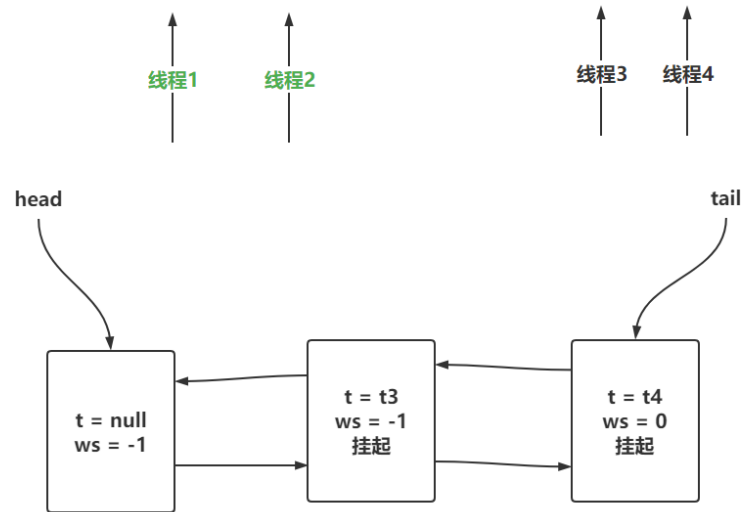 线程1
线程2
线程3
线程4
head
tail
t = null
ws = -1
t = t3
ws = -1
挂起
t = t4
ws = 0
挂起